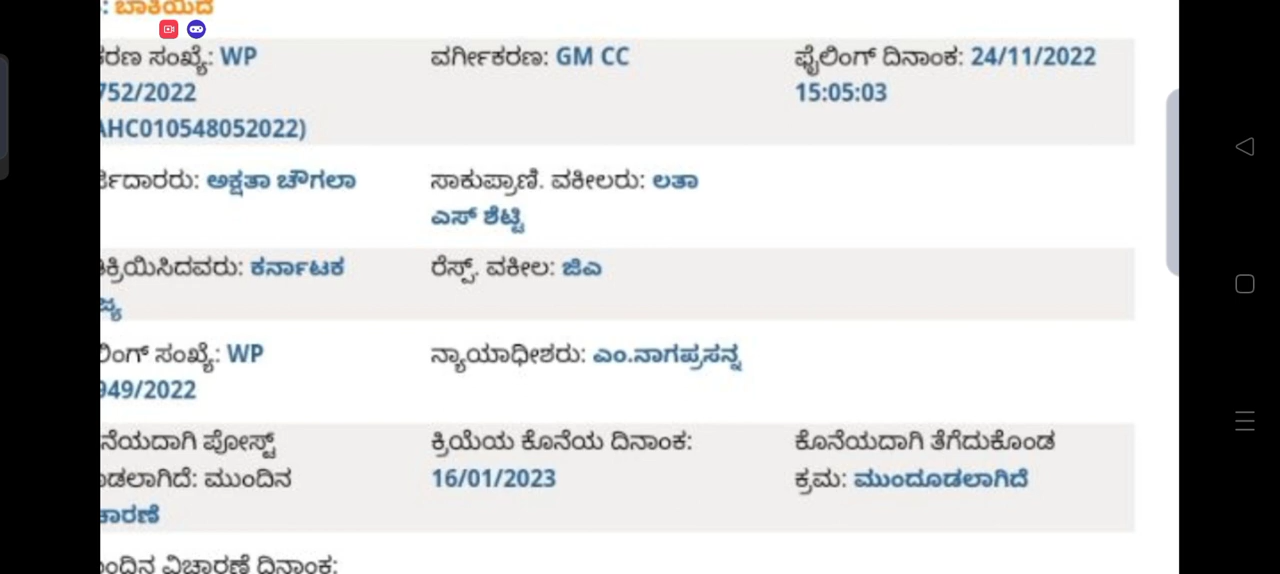 : ಬಾಕಿಯಿದೆ
ಕರಣ ಸಂಖ್ಯೆ: WP ವರ್ಗೀಕರಣ: GM CC ಫೈಲಿಂಗ್ ದಿನಾಂಕ: 24/11/2022
752/2022 15:05:03
AHC010548052022)
ರ್ಜಿದಾರರು: ಅಕ್ಷತಾ ಚೌಗಲಾ ಸಾಕುಪ್ರಾಣಿ. ವಕೀಲರು: ಲತಾ
ಎಸ್ ಶೆಟ್ಟಿ
ಕ್ರಿಯಿಸಿದವರು: ಕರ್ನಾಟಕ ರೆಸ್ಪ್. ವಕೀಲ: ಜಿಎ
ಜ್ಯ
ಲಿಂಗ್ ಸಂಖ್ಯೆ: WP ನ್ಯಾಯಾಧೀಶರು: ಎಂ.ನಾಗಪ್ರಸನ್ನ
949/2022
ನೆಯದಾಗಿ ಪೋಸ್ಟ್ ಕ್ರಿಯೆಯ ಕೊನೆಯ ದಿನಾಂಕ: ಕೊನೆಯದಾಗಿ ತೆಗೆದುಕೊಂಡ
ಡಲಾಗಿದೆ: ಮುಂದಿನ 16/01/2023 ಕ್ರಮ: ಮುಂದೂಡಲಾಗಿದೆ
ಚಾರಣೆ
ಂದಿನ ವಿಚಾರಣೆ ದಿನಾಂಕ: